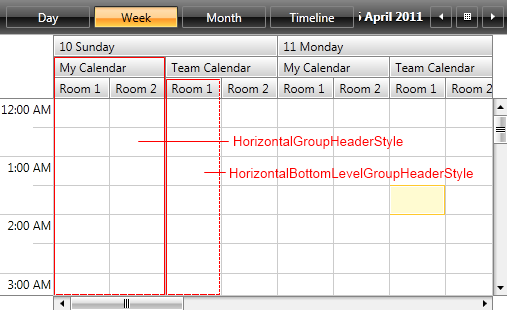 Day Week Month Timeline April 2011
10 Sunday 11 Monday
My Calendar Team Calendar My Calendar Team Calendar
Room 1 Room 2 Room 1 Room 2 Room 1 Room 2 Room 1 Room 2
12:00 AM
HorizontalGroupHeaderStyle
1:00 AM
HorizontalBottomLevelGroupHeaderStyle
2:00 AM
3:00 AM